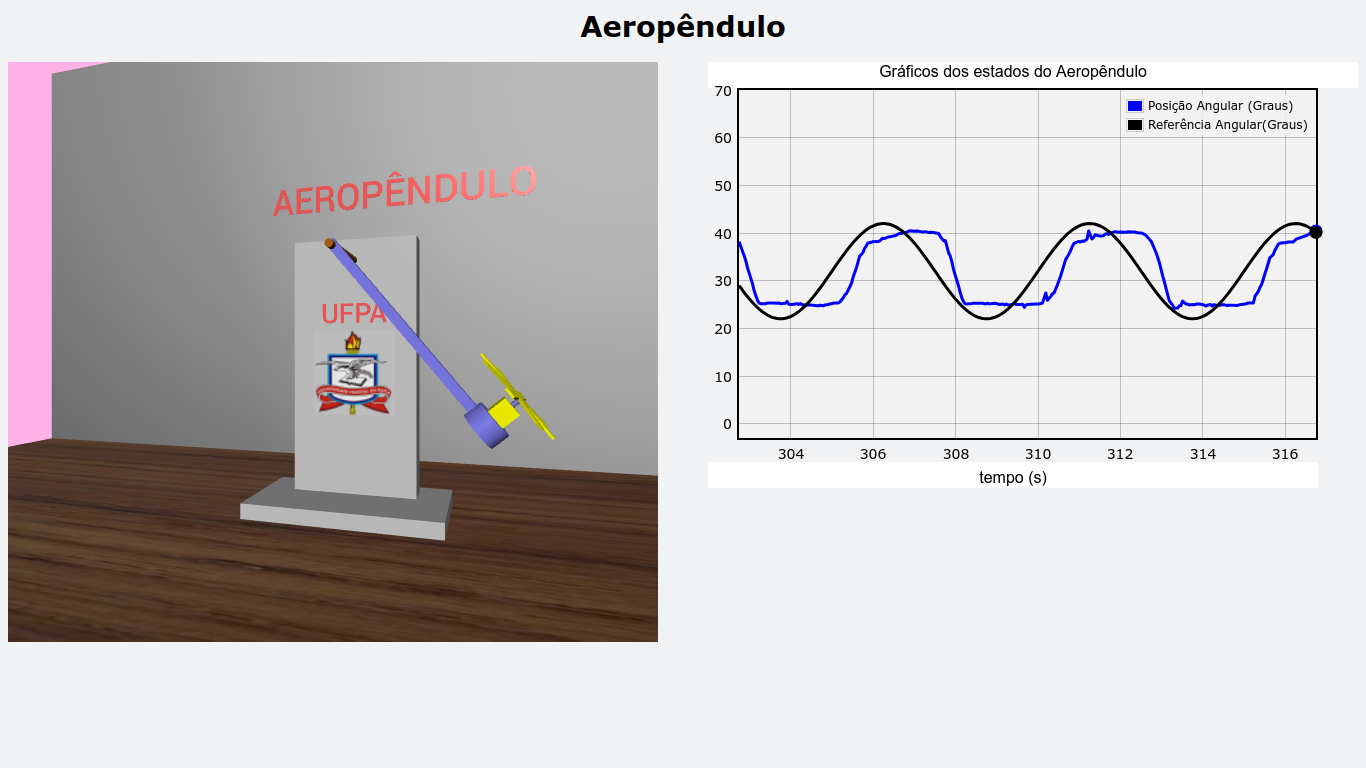 Aeropêndulo
AEROPÊNDULO
UFPA
Gráficos dos estados do Aeropêndulo
Posição Angular (Graus)
Referência Angular(Graus)
70
60
50
40
30
20
10
0
304 306 308 310 312 314 316
tempo (s)